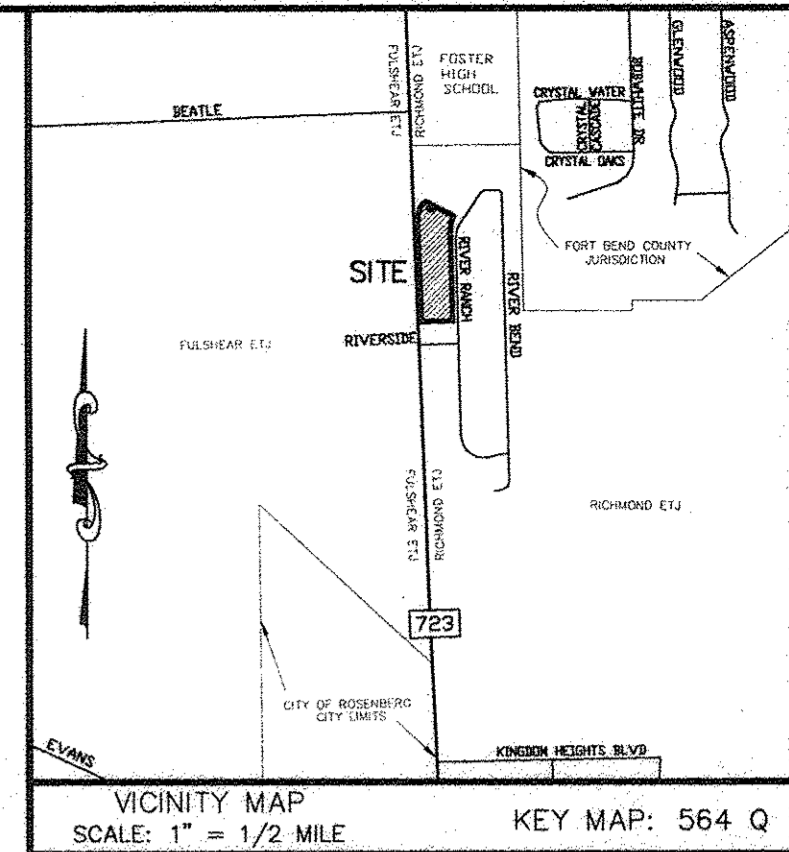 FULSHEAR ETJ
RICHMOND ETJ
FOSTER
HIGH
SCHOOL
GLENWOOD
ASPENWOOD
BEATLE
CRYSTAL WATER
CRYSTAL
CASCADE
BOBWHITE DR
CRYSTAL OAKS
FORT BEND COUNTY
JURISDICTION
SITE
RIVER RANCH
RIVER BEND
FULSHEAR ETJ
RIVERSIDE
FULSHEAR ETJ
RICHMOND ETJ
RICHMOND ETJ
723
CITY OF ROSENBERG
CITY LIMITS
EVANS
KINGDOM HEIGHTS BLVD
VICINITY MAP
SCALE: 1" = 1/2 MILE
KEY MAP: 564 Q